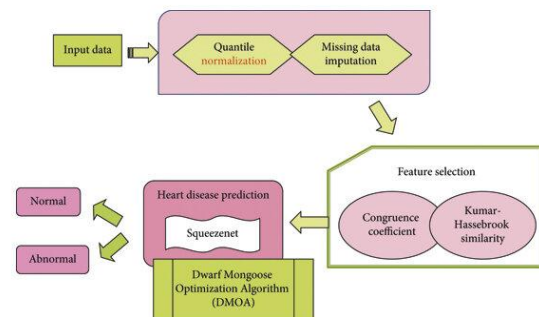 Input data
Quantile
normalization
Missing data
imputation
Feature selection
Congruence
coefficient
Kumar-
Hassebrook
similarity
Heart disease prediction
Squeezenet
Dwarf Mongoose
Optimization Algorithm
(DMOA)
Normal
Abnormal